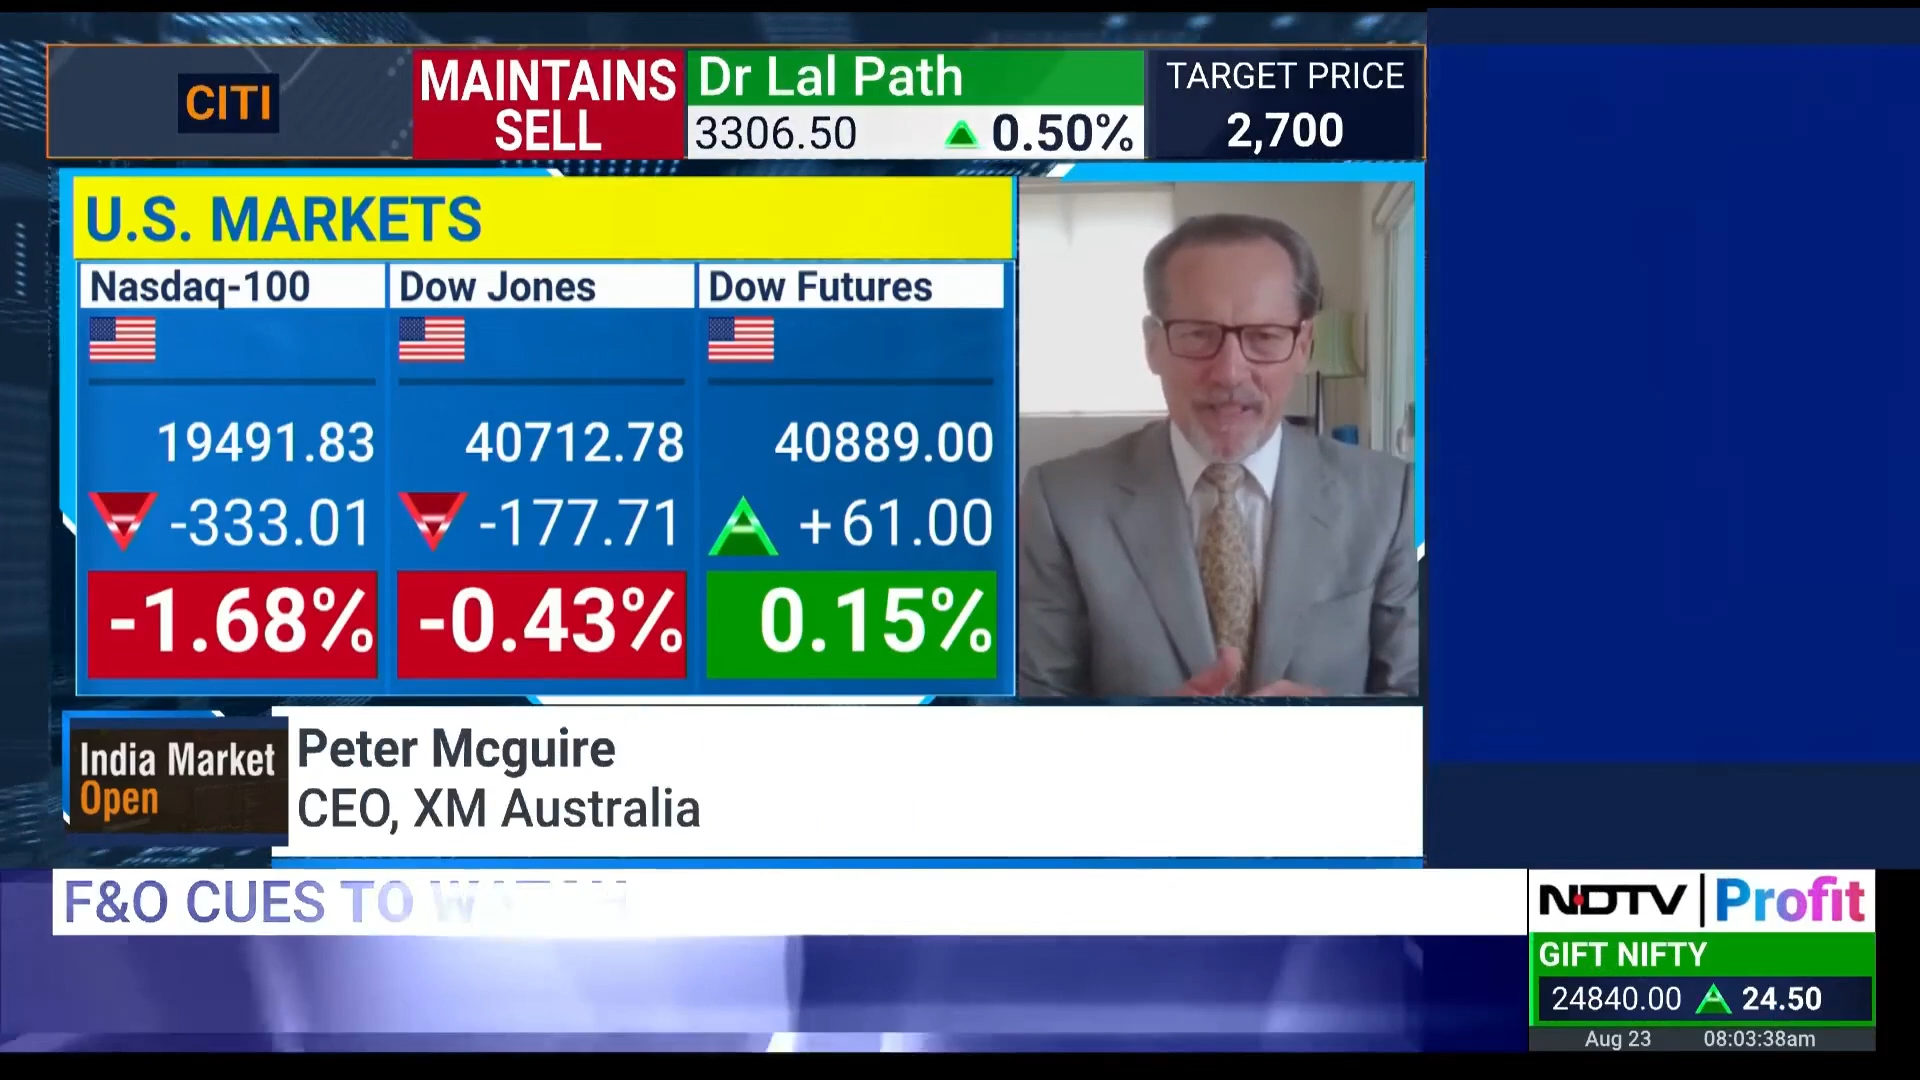 CITI
MAINTAINS
SELL
Dr Lal Path
3306.50 0.50%
TARGET PRICE
2,700
U.S. MARKETS
Nasdaq-100
19491.83
-333.01
-1.68%
Dow Jones
40712.78
-177.71
-0.43%
Dow Futures
40889.00
+61.00
0.15%
India Market
Open
Peter Mcguire
CEO, XM Australia
F&O CUES TO
NDTV Profit
GIFT NIFTY
24840.00 24.50
Aug 23 08:03:38am